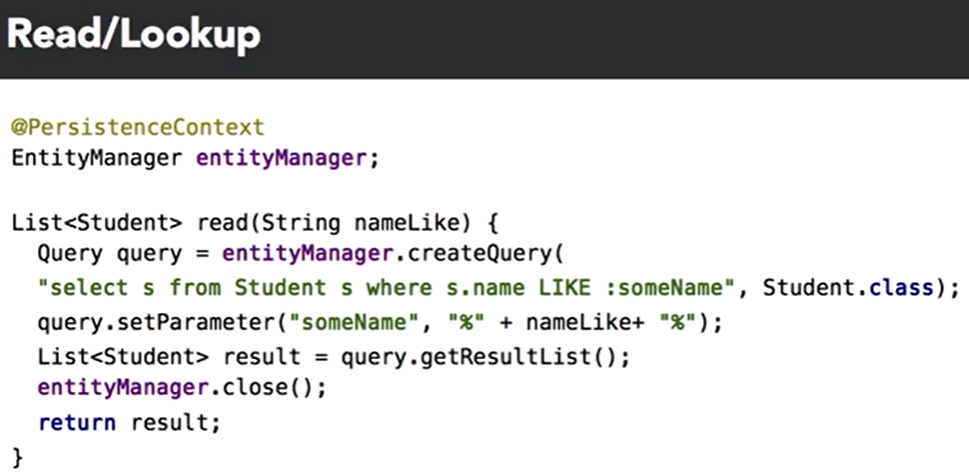 Read/Lookup
@PersistenceContext
EntityManager entityManager;
List<Student> read(String nameLike) {
Query query = entityManager.createQuery(
"select s from Student s where s.name LIKE :someName", Student.class);
query.setParameter("someName", "%" + nameLike+ "%");
List<Student> result = query.getResultList();
entityManager.close();
return result;
}